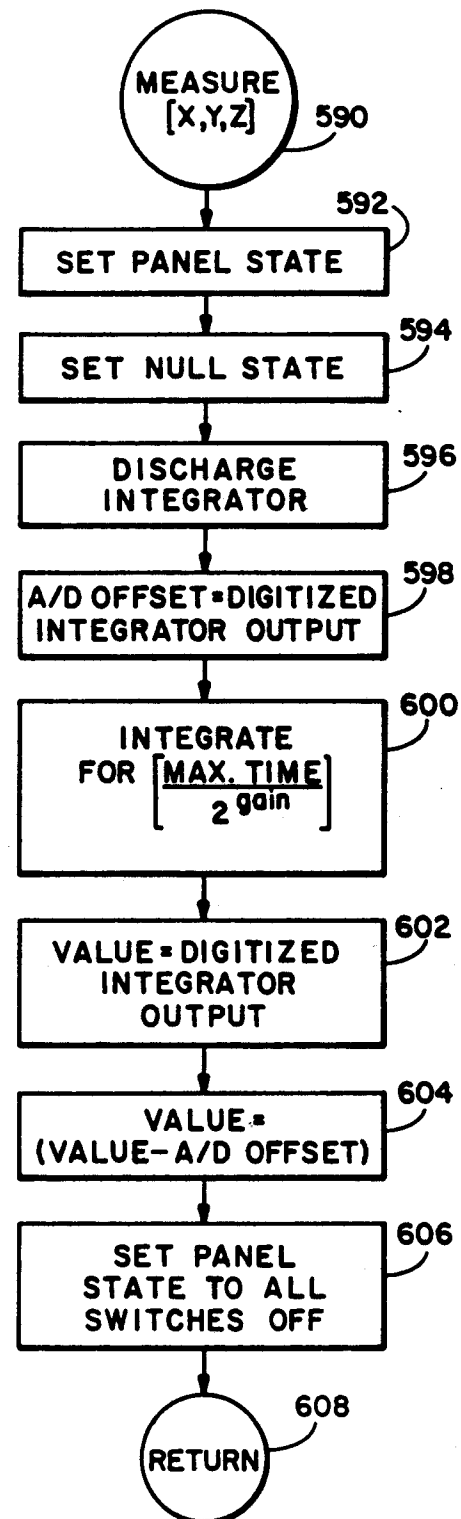 MEASURE
[X,Y,Z]
590
592
SET PANEL STATE
594
SET NULL STATE
596
DISCHARGE
INTEGRATOR
598
A/D OFFSET=DIGITIZED
INTEGRATOR OUTPUT
600
INTEGRATE
FOR [MAX. TIME
2 gain]
602
VALUE=DIGITIZED
INTEGRATOR
OUTPUT
604
VALUE=
(VALUE-A/D OFFSET)
606
SET PANEL
STATE TO ALL
SWITCHES OFF
608
RETURN